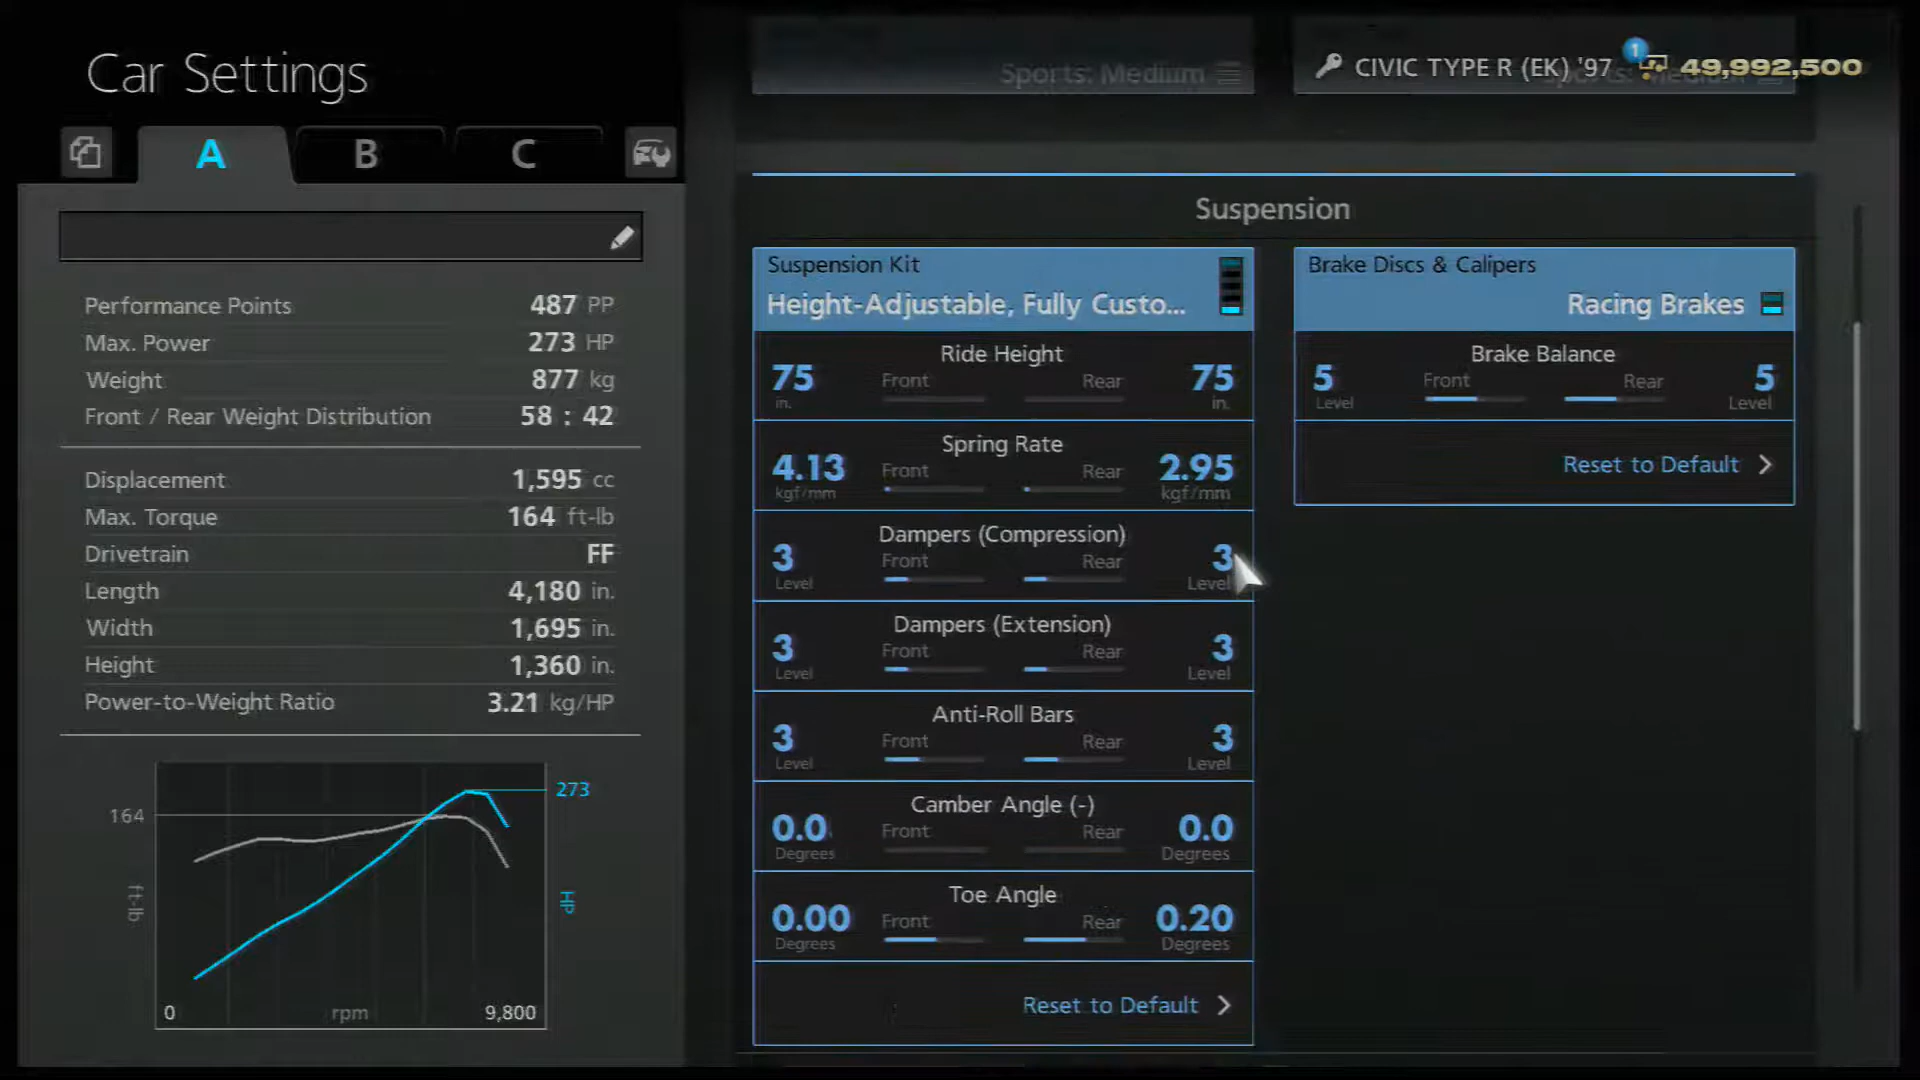 Car Settings
Sports: Medium
CIVIC TYPE R (EK) '97
1
49,992,500
A
B
C
Performance Points 487 PP
Max. Power 273 HP
Weight 877 kg
Front / Rear Weight Distribution 58 : 42
Displacement 1,595 cc
Max. Torque 164 ft-lb
Drivetrain FF
Length 4,180 in.
Width 1,695 in.
Height 1,360 in.
Power-to-Weight Ratio 3.21 kg/HP
273
164
ft-lb
HP
0 rpm 9,800
Suspension
Suspension Kit
Height-Adjustable, Fully Custo...
Ride Height
75 Front Rear 75
in. in.
Spring Rate
4.13 Front Rear 2.95
kgf/mm kgf/mm
Dampers (Compression)
3 Front Rear 3
Level Level
Dampers (Extension)
3 Front Rear 3
Level Level
Anti-Roll Bars
3 Front Rear 3
Level Level
Camber Angle (-)
0.0 Front Rear 0.0
Degrees Degrees
Toe Angle
0.00 Front Rear 0.20
Degrees Degrees
Reset to Default
Brake Discs & Calipers
Racing Brakes
Brake Balance
5 Front Rear 5
Level Level
Reset to Default